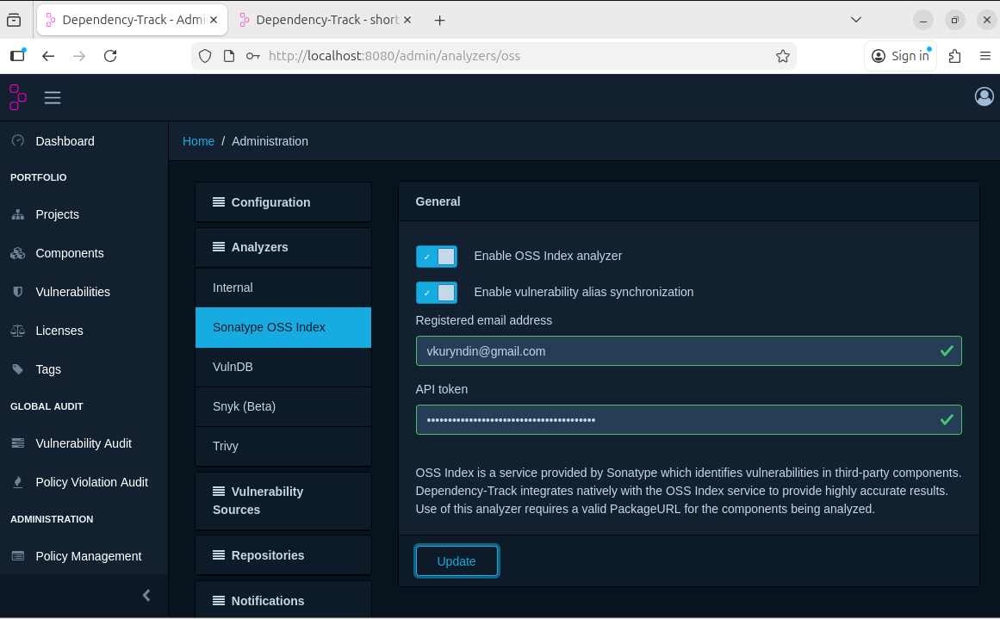 Dependency-Track - Admi
Dependency-Track - short
http://localhost:8080/admin/analyzers/oss
Sign in
Dashboard
PORTFOLIO
Projects
Components
Vulnerabilities
Licenses
Tags
GLOBAL AUDIT
Vulnerability Audit
Policy Violation Audit
ADMINISTRATION
Policy Management
Home / Administration
Configuration
Analyzers
Internal
Sonatype OSS Index
VulnDB
Snyk (Beta)
Trivy
Vulnerability
Sources
Repositories
Notifications
General
Enable OSS Index analyzer
Enable vulnerability alias synchronization
Registered email address
vkuryndin@gmail.com
API token
••••••••••••••••••••••••••••••••••••••••
OSS Index is a service provided by Sonatype which identifies vulnerabilities in third-party components.
Dependency-Track integrates natively with the OSS Index service to provide highly accurate results.
Use of this analyzer requires a valid PackageURL for the components being analyzed.
Update